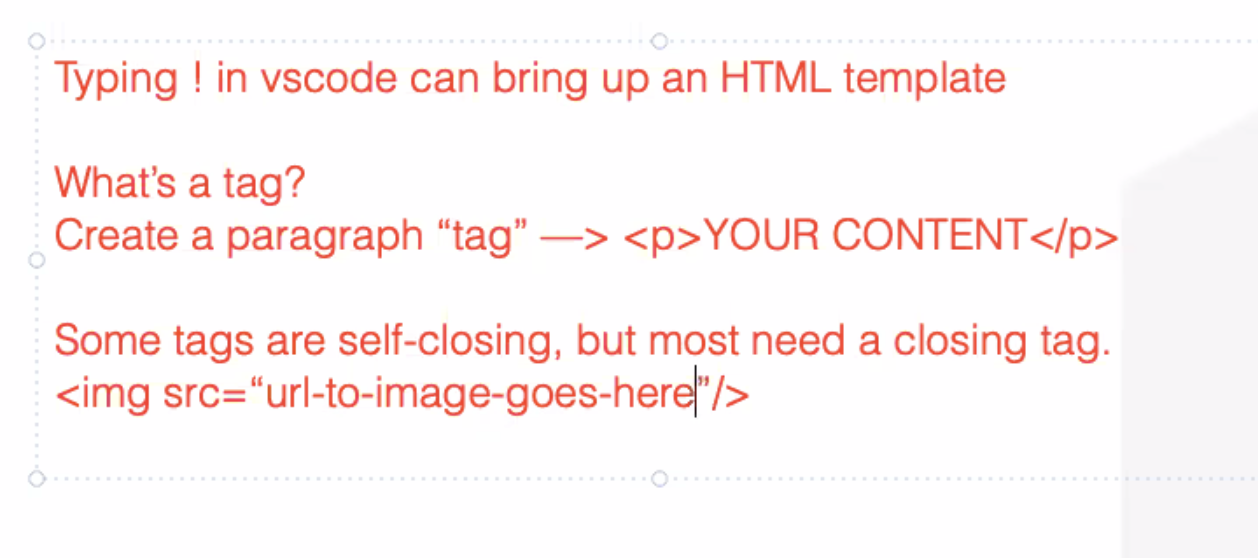 Typing ! in vscode can bring up an HTML template
What’s a tag?
Create a paragraph “tag” —> <p>YOUR CONTENT</p>
Some tags are self-closing, but most need a closing tag.
<img src=“url-to-image-goes-here”/>